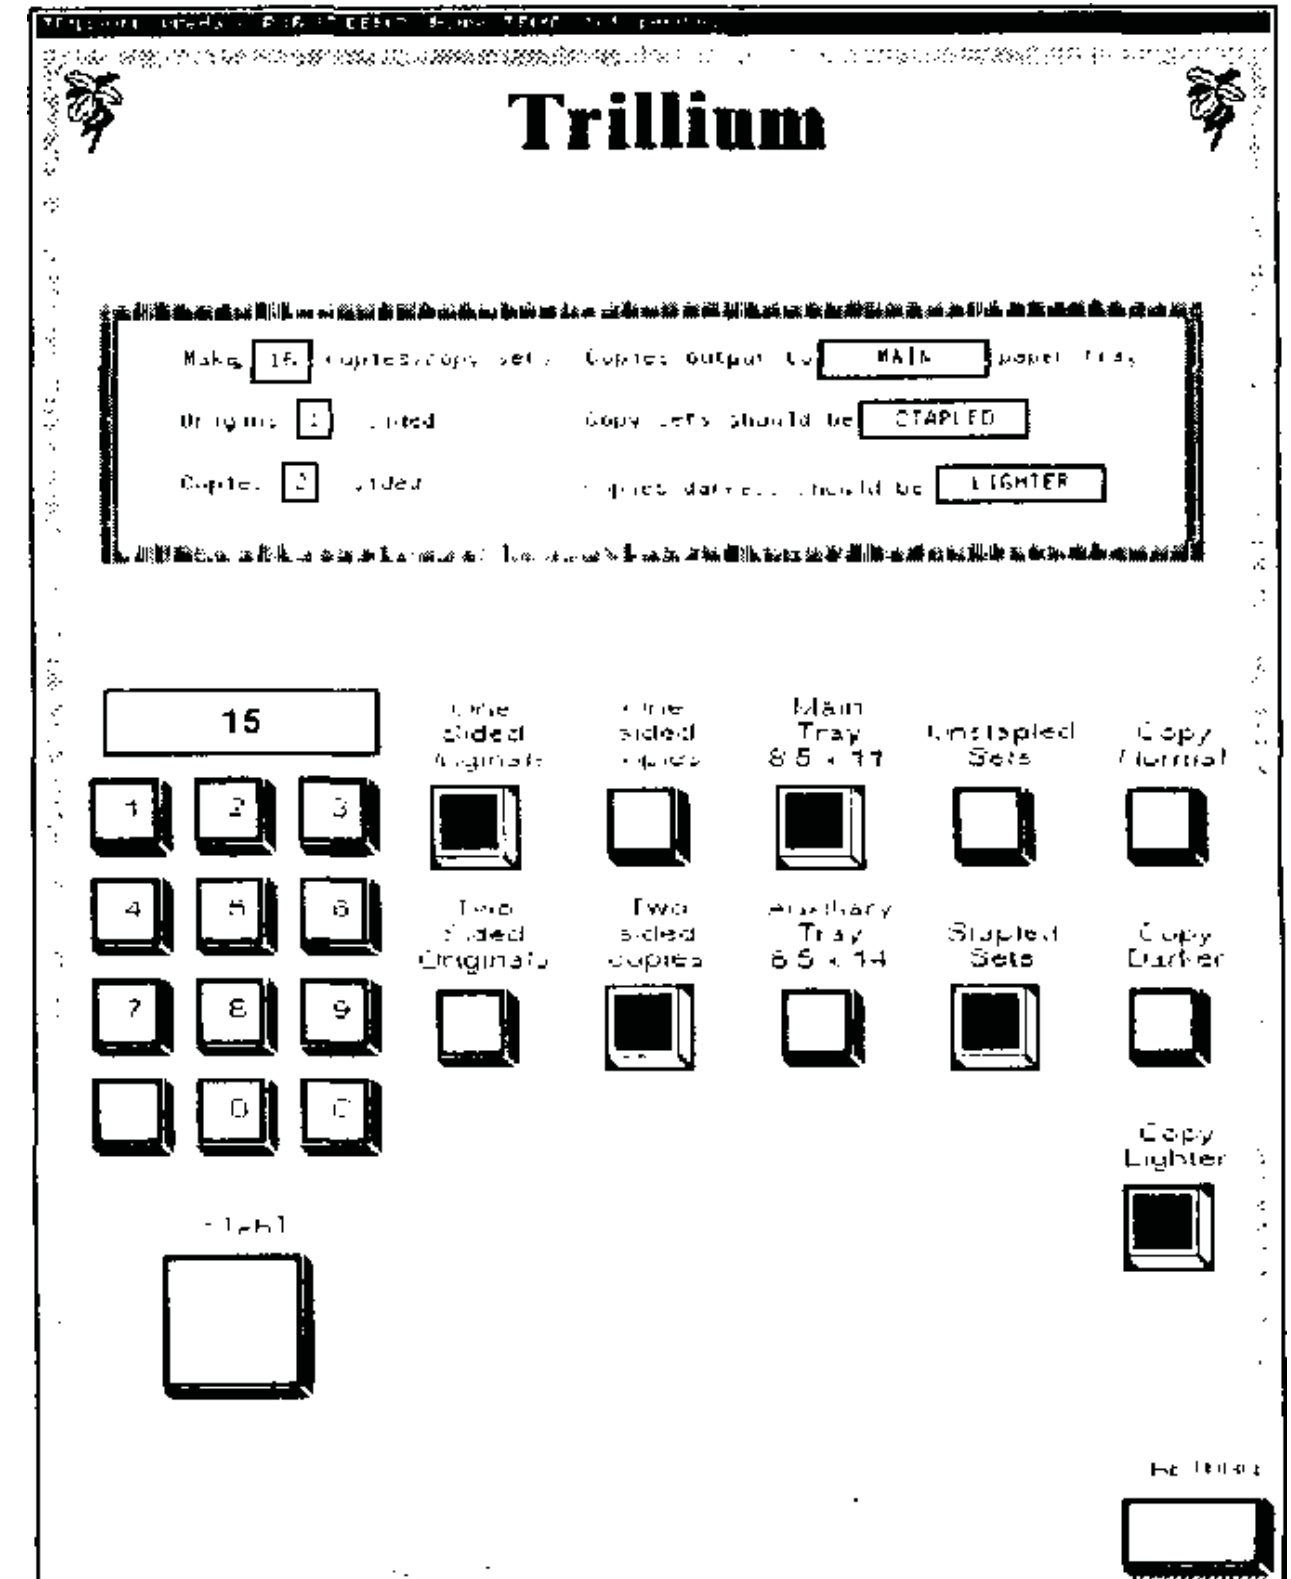 Trillium
Make 15 copies/copy sets Copies output to MAIN paper tray
1 sided Copy sets should be STAPLED
Copies 2 sided Copies should be LIGHTER
15
One sided Originals
One sided copies
Main Tray 8.5 x 11
Unstapled Sets
Copy Normal
1 2 3
4 5 6
Two Sided Originals
Two sided copies
Auxiliary Tray 8.5 x 14
Stapled Sets
Copy Darker
7 8 9
0 C
Copy Lighter